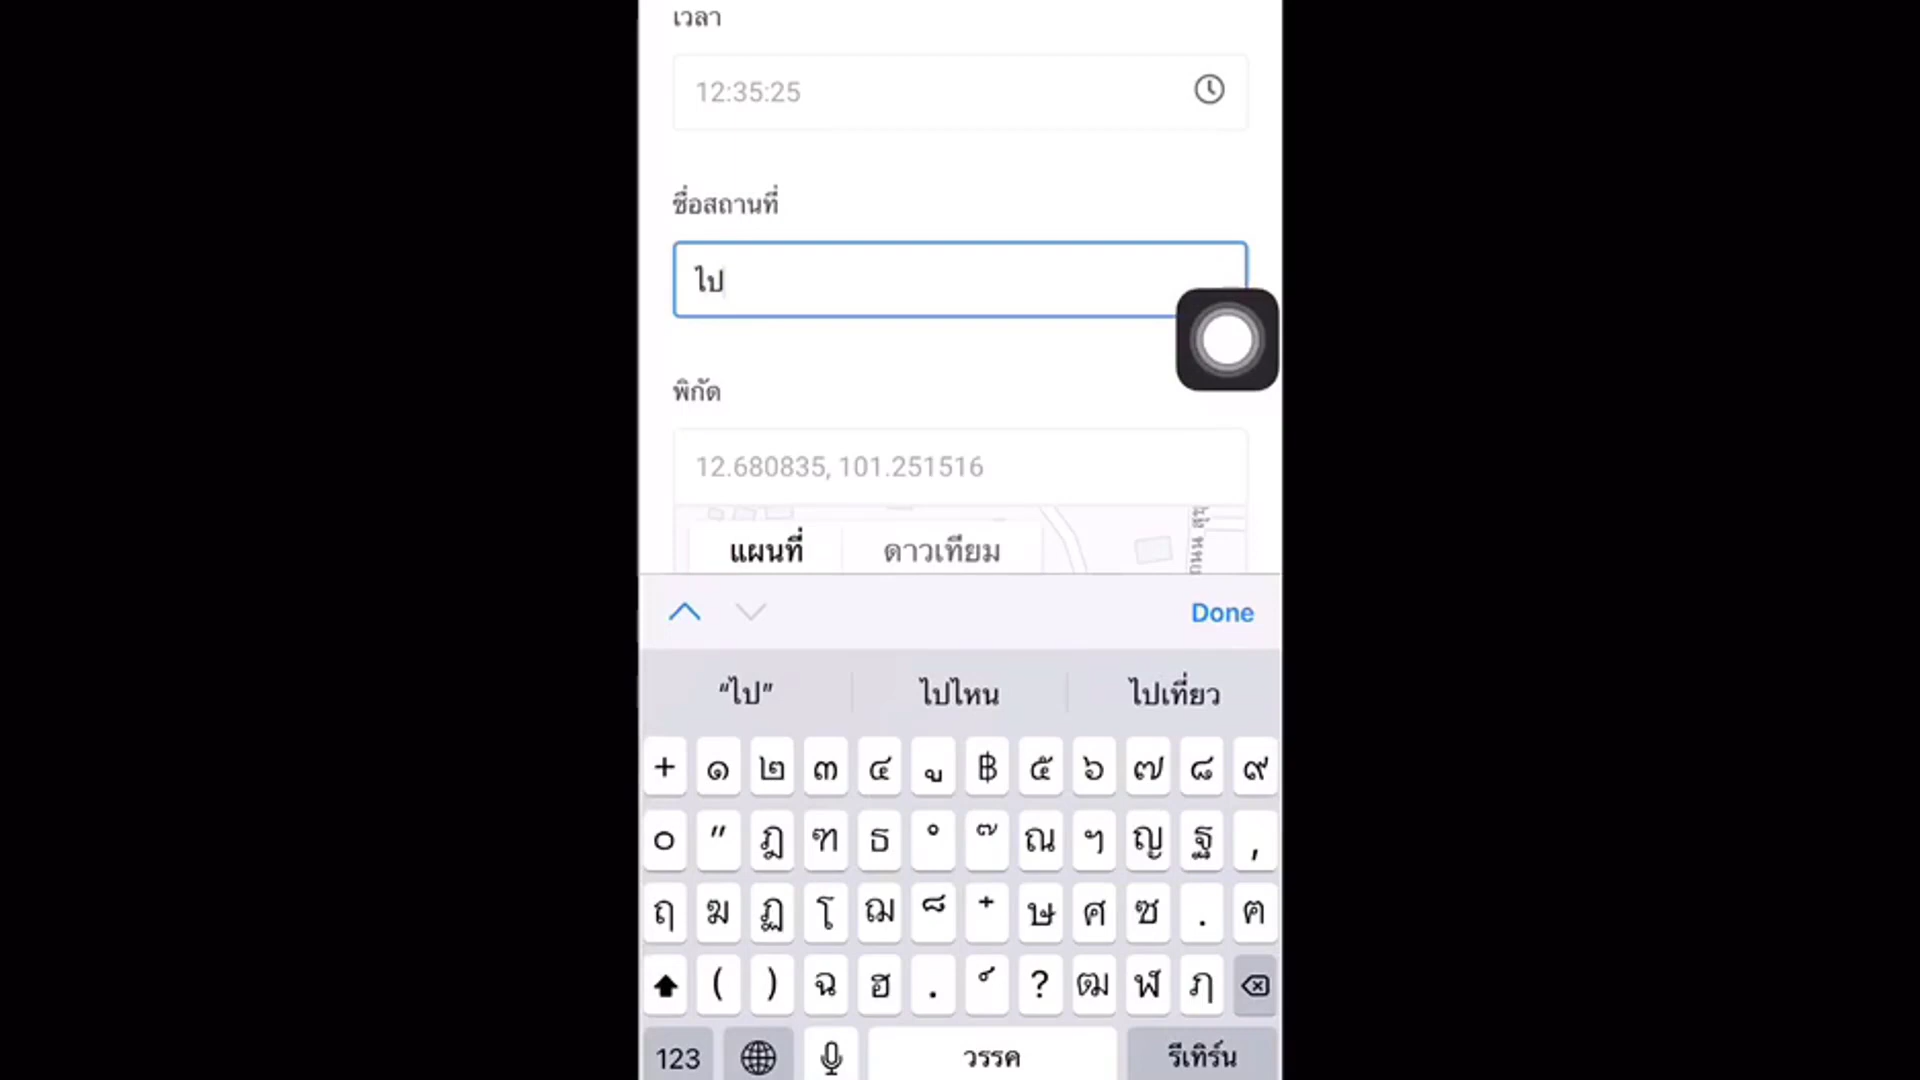 เวลา
12:35:25
ชื่อสถานที่
ไป
พิกัด
12.680835, 101.251516
แผนที่ ดาวเทียม
ถนน
Done
“ไป” ไปไหน ไปเที่ยว
+ ๑ ๒ ๓ ๔ ู ฿ ๕ ๖ ๗ ๘ ๙
๐ " ฎ ฑ ธ ํ ๊ ณ ฯ ญ ฐ ,
ฤ ฆ ฏ โ ฌ ็ ๋ ษ ศ ซ . ฅ
( ) ฉ ฮ . ์ ? ฒ ฬ ฦ
123 วรรค รีเทิร์น